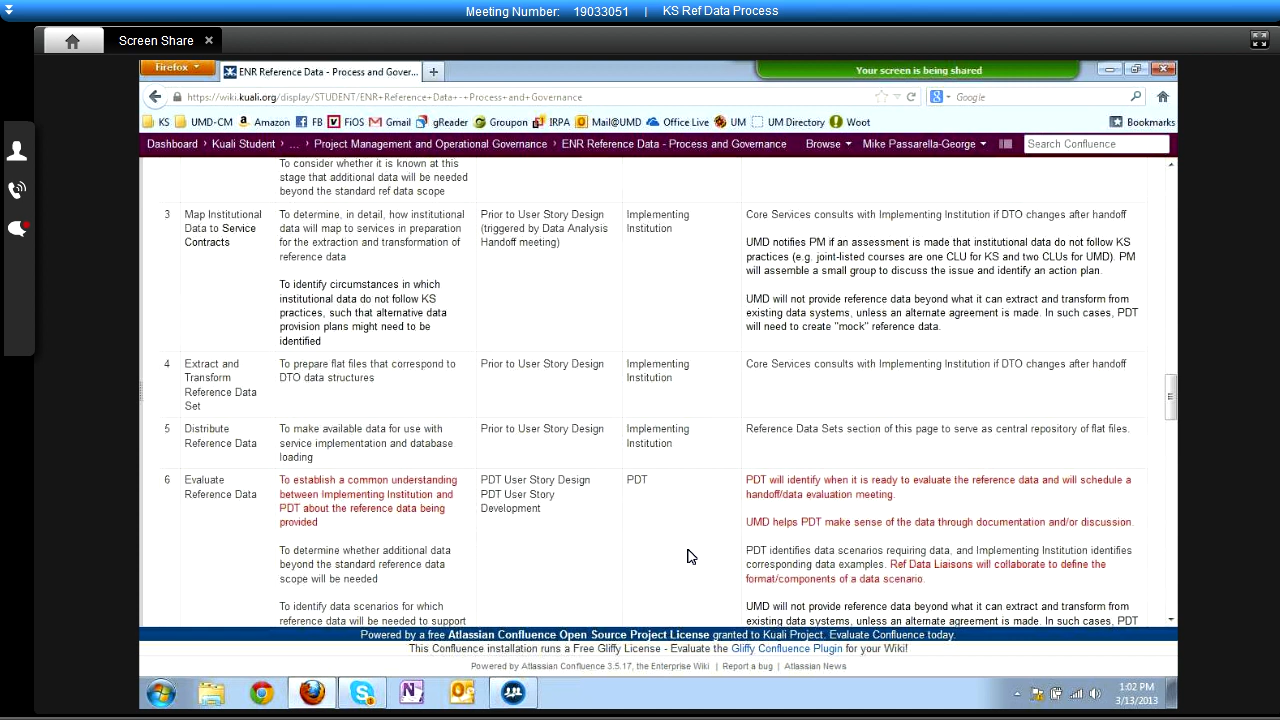 Meeting Number: 19033051 | KS Ref Data Process
Screen Share ×
Firefox
ENR Reference Data - Process and Gover...
Your screen is being shared
https://wiki.kuali.org/display/STUDENT/ENR+Reference+Data+-+Process+and+Governance
Google
KS UMD-CM Amazon FB FiOS Gmail gReader Groupon IRPA Mail@UMD Office Live UM UM Directory Woot Bookmarks
Dashboard Kuali Student ... Project Management and Operational Governance ENR Reference Data - Process and Governance Browse Mike Passarella-George Search Confluence
To consider whether it is known at this
stage that additional data will be needed
beyond the standard ref data scope
3
Map Institutional
Data to Service
Contracts
To determine, in detail, how institutional
data will map to services in preparation
for the extraction and transformation of
reference data
To identify circumstances in which
institutional data do not follow KS
practices, such that alternative data
provision plans might need to be
identified
Prior to User Story Design
(triggered by Data Analysis
Handoff meeting)
Implementing
Institution
Core Services consults with Implementing Institution if DTO changes after handoff
UMD notifies PM if an assessment is made that institutional data do not follow KS
practices (e.g. joint-listed courses are one CLU for KS and two CLUs for UMD). PM
will assemble a small group to discuss the issue and identify an action plan.
UMD will not provide reference data beyond what it can extract and transform from
existing data systems, unless an alternate agreement is made. In such cases, PDT
will need to create "mock" reference data.
4
Extract and
Transform
Reference Data
Set
To prepare flat files that correspond to
DTO data structures
Prior to User Story Design
Implementing
Institution
Core Services consults with Implementing Institution if DTO changes after handoff
5
Distribute
Reference Data
To make available data for use with
service implementation and database
loading
Prior to User Story Design
Implementing
Institution
Reference Data Sets section of this page to serve as central repository of flat files.
6
Evaluate
Reference Data
To establish a common understanding
between Implementing Institution and
PDT about the reference data being
provided
To determine whether additional data
beyond the standard reference data
scope will be needed
To identify data scenarios for which
reference data will be needed to support
PDT User Story Design
PDT User Story
Development
PDT
PDT will identify when it is ready to evaluate the reference data and will schedule a
handoff/data evaluation meeting.
UMD helps PDT make sense of the data through documentation and/or discussion.
PDT identifies data scenarios requiring data, and Implementing Institution identifies
corresponding data examples. Ref Data Liaisons will collaborate to define the
format/components of a data scenario.
UMD will not provide reference data beyond what it can extract and transform from
existing data systems, unless an alternate agreement is made. In such cases, PDT
Powered by a free Atlassian Confluence Open Source Project License granted to Kuali Project. Evaluate Confluence today.
This Confluence installation runs a Free Gliffy License - Evaluate the Gliffy Confluence Plugin for your Wiki!
Powered by Atlassian Confluence 3.5.17, the Enterprise Wiki | Report a bug | Atlassian News
1:02 PM
3/13/2013